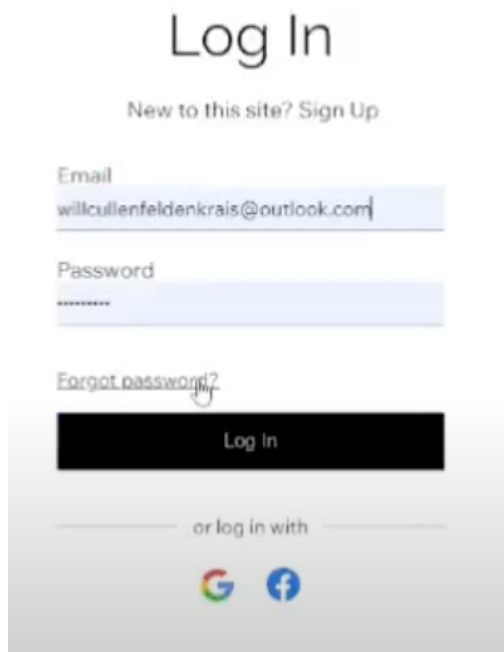 Log In
New to this site? Sign Up
Email
willcullenfeldenkrais@outlook.com
Password
•••••••••
Forgot password?
Log In
or log in with